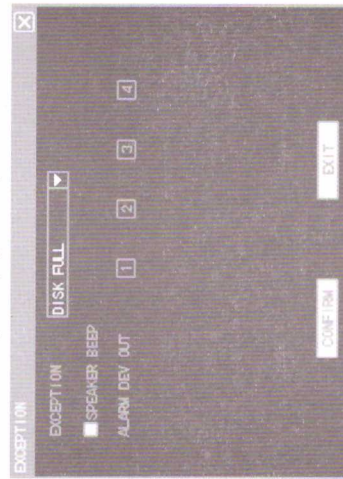 EXCEPTION
EXCEPTION DISK FULL
SPEAKER BEEP
ALARM DEV OUT 1 2 3 4
CONFIRM EXIT